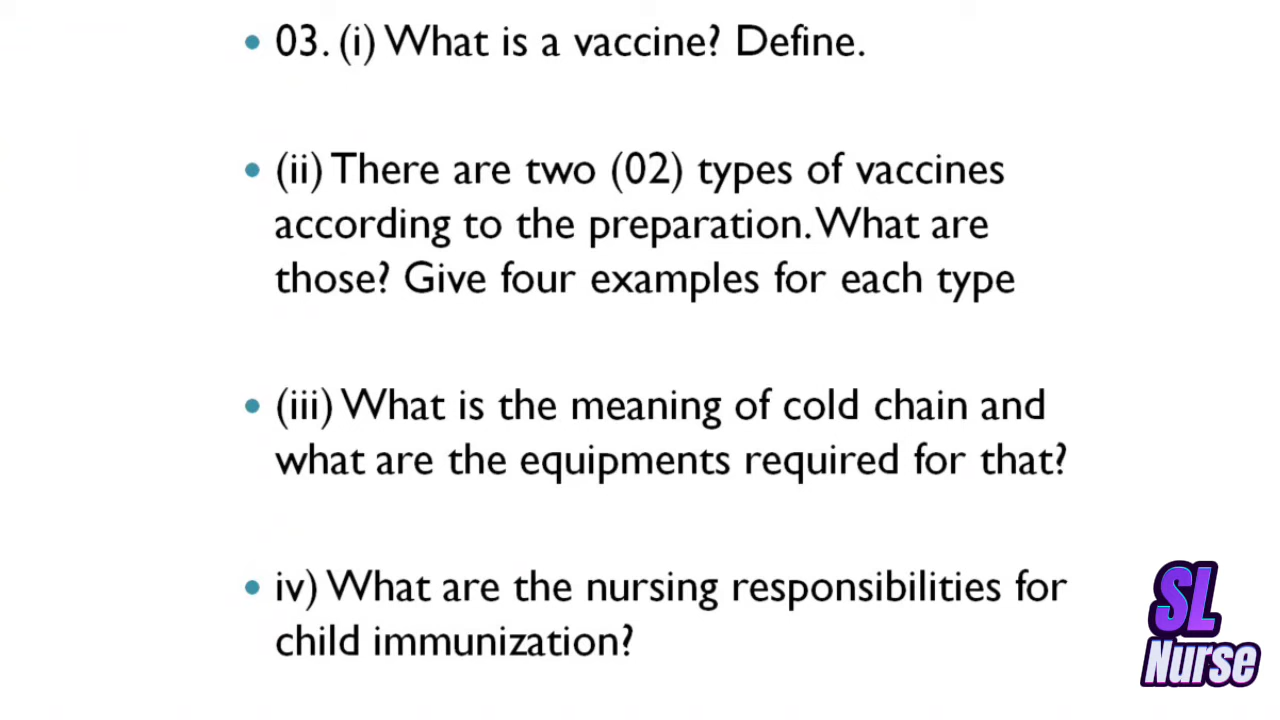 • 03. (i) What is a vaccine? Define.
• (ii) There are two (02) types of vaccines
according to the preparation. What are
those? Give four examples for each type
• (iii) What is the meaning of cold chain and
what are the equipments required for that?
• iv) What are the nursing responsibilities for
child immunization?
SL
Nurse